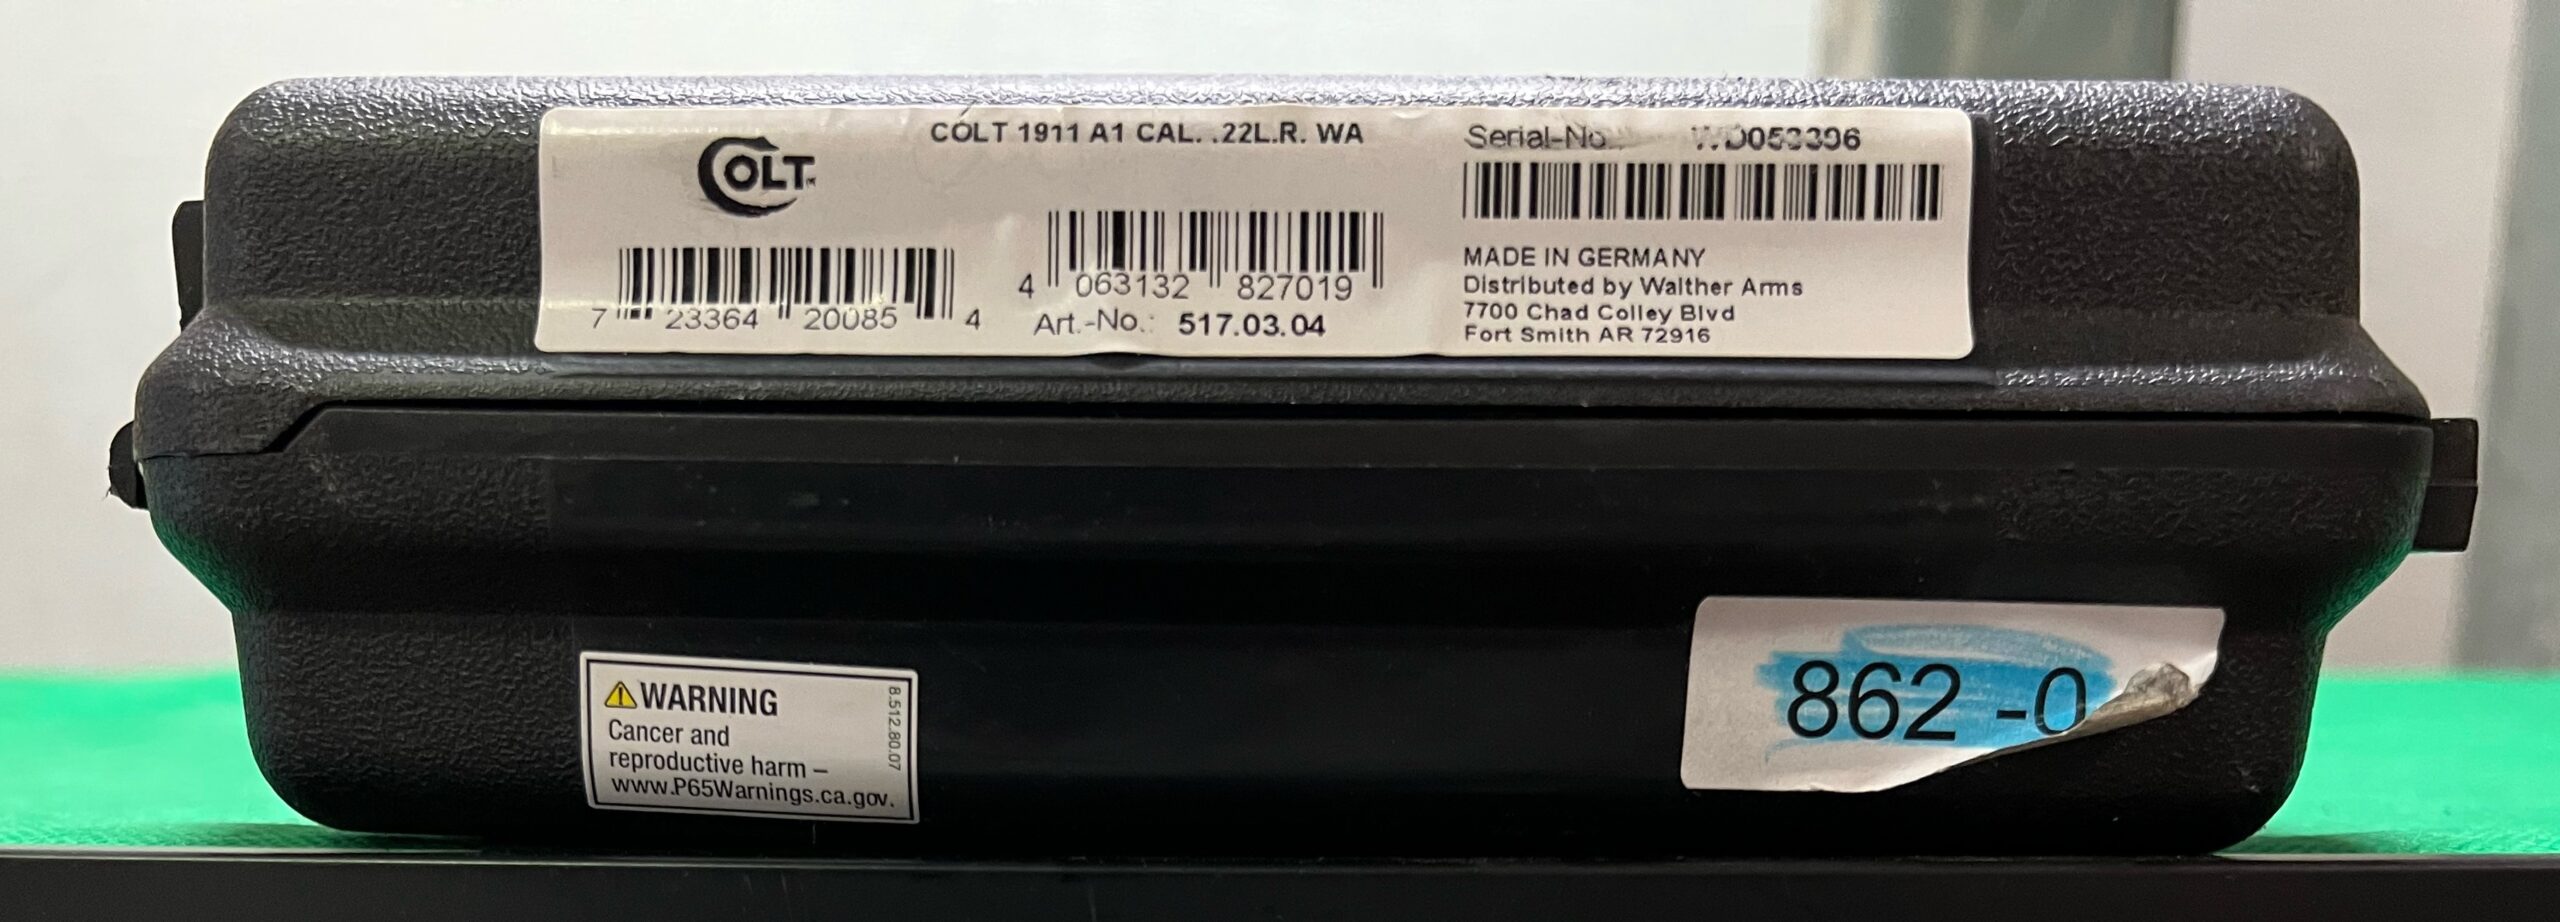 COLT
COLT 1911 A1 CAL. .22L.R. WA
7 23364 20085 4
4 063132 827019
Art.-No.: 517.03.04
Serial-No.:
MADE IN GERMANY
Distributed by Walther Arms
7700 Chad Colley Blvd
Fort Smith AR 72916
WARNING
Cancer and
reproductive harm –
www.P65Warnings.ca.gov.
8.512.80.07
862 -0